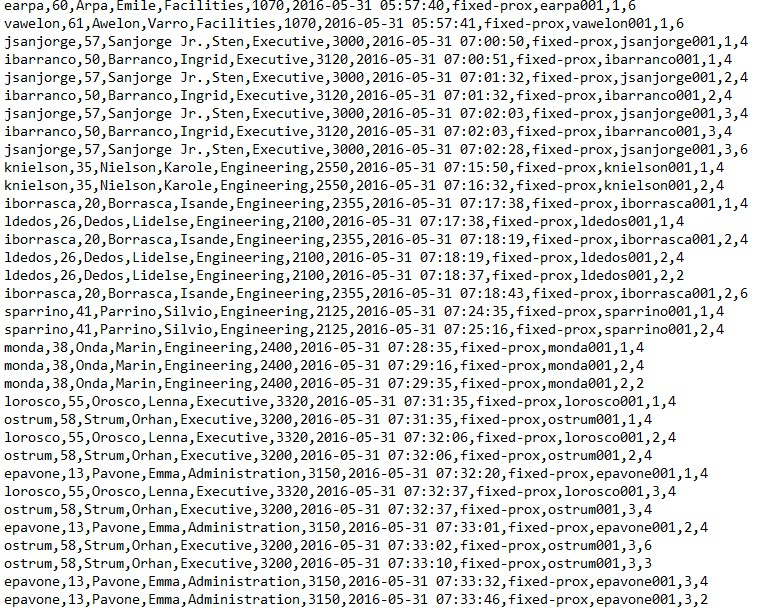 earpa,60,Arpa,Emile,Facilities,1070,2016-05-31 05:57:40,fixed-prox,earpa001,1,6
vawelon,61,Awelon,Varro,Facilities,1070,2016-05-31 05:57:41,fixed-prox,vawelon001,1,6
jsanjorge,57,Sanjorge Jr.,Sten,Executive,3000,2016-05-31 07:00:50,fixed-prox,jsanjorge001,1,4
ibarranco,50,Barranco,Ingrid,Executive,3120,2016-05-31 07:00:51,fixed-prox,ibarranco001,1,4
jsanjorge,57,Sanjorge Jr.,Sten,Executive,3000,2016-05-31 07:01:32,fixed-prox,jsanjorge001,2,4
ibarranco,50,Barranco,Ingrid,Executive,3120,2016-05-31 07:01:32,fixed-prox,ibarranco001,2,4
jsanjorge,57,Sanjorge Jr.,Sten,Executive,3000,2016-05-31 07:02:03,fixed-prox,jsanjorge001,3,4
ibarranco,50,Barranco,Ingrid,Executive,3120,2016-05-31 07:02:03,fixed-prox,ibarranco001,3,4
jsanjorge,57,Sanjorge Jr.,Sten,Executive,3000,2016-05-31 07:02:28,fixed-prox,jsanjorge001,3,6
knielson,35,Nielson,Karole,Engineering,2550,2016-05-31 07:15:50,fixed-prox,knielson001,1,4
knielson,35,Nielson,Karole,Engineering,2550,2016-05-31 07:16:32,fixed-prox,knielson001,2,4
iborrasca,20,Borrasca,Isande,Engineering,2355,2016-05-31 07:17:38,fixed-prox,iborrasca001,1,4
ldedos,26,Dedos,Lidelse,Engineering,2100,2016-05-31 07:17:38,fixed-prox,ldedos001,1,4
iborrasca,20,Borrasca,Isande,Engineering,2355,2016-05-31 07:18:19,fixed-prox,iborrasca001,2,4
ldedos,26,Dedos,Lidelse,Engineering,2100,2016-05-31 07:18:19,fixed-prox,ldedos001,2,4
ldedos,26,Dedos,Lidelse,Engineering,2100,2016-05-31 07:18:37,fixed-prox,ldedos001,2,2
iborrasca,20,Borrasca,Isande,Engineering,2355,2016-05-31 07:18:43,fixed-prox,iborrasca001,2,6
sparrino,41,Parrino,Silvio,Engineering,2125,2016-05-31 07:24:35,fixed-prox,sparrino001,1,4
sparrino,41,Parrino,Silvio,Engineering,2125,2016-05-31 07:25:16,fixed-prox,sparrino001,2,4
monda,38,Onda,Marin,Engineering,2400,2016-05-31 07:28:35,fixed-prox,monda001,1,4
monda,38,Onda,Marin,Engineering,2400,2016-05-31 07:29:16,fixed-prox,monda001,2,4
monda,38,Onda,Marin,Engineering,2400,2016-05-31 07:29:35,fixed-prox,monda001,2,2
lorosco,55,Orosco,Lenna,Executive,3320,2016-05-31 07:31:35,fixed-prox,lorosco001,1,4
ostrum,58,Strum,Orhan,Executive,3200,2016-05-31 07:31:35,fixed-prox,ostrum001,1,4
lorosco,55,Orosco,Lenna,Executive,3320,2016-05-31 07:32:06,fixed-prox,lorosco001,2,4
ostrum,58,Strum,Orhan,Executive,3200,2016-05-31 07:32:06,fixed-prox,ostrum001,2,4
epavone,13,Pavone,Emma,Administration,3150,2016-05-31 07:32:20,fixed-prox,epavone001,1,4
lorosco,55,Orosco,Lenna,Executive,3320,2016-05-31 07:32:37,fixed-prox,lorosco001,3,4
ostrum,58,Strum,Orhan,Executive,3200,2016-05-31 07:32:37,fixed-prox,ostrum001,3,4
epavone,13,Pavone,Emma,Administration,3150,2016-05-31 07:33:01,fixed-prox,epavone001,2,4
ostrum,58,Strum,Orhan,Executive,3200,2016-05-31 07:33:02,fixed-prox,ostrum001,3,6
ostrum,58,Strum,Orhan,Executive,3200,2016-05-31 07:33:10,fixed-prox,ostrum001,3,3
epavone,13,Pavone,Emma,Administration,3150,2016-05-31 07:33:32,fixed-prox,epavone001,3,4
epavone,13,Pavone,Emma,Administration,3150,2016-05-31 07:33:46,fixed-prox,epavone001,3,2